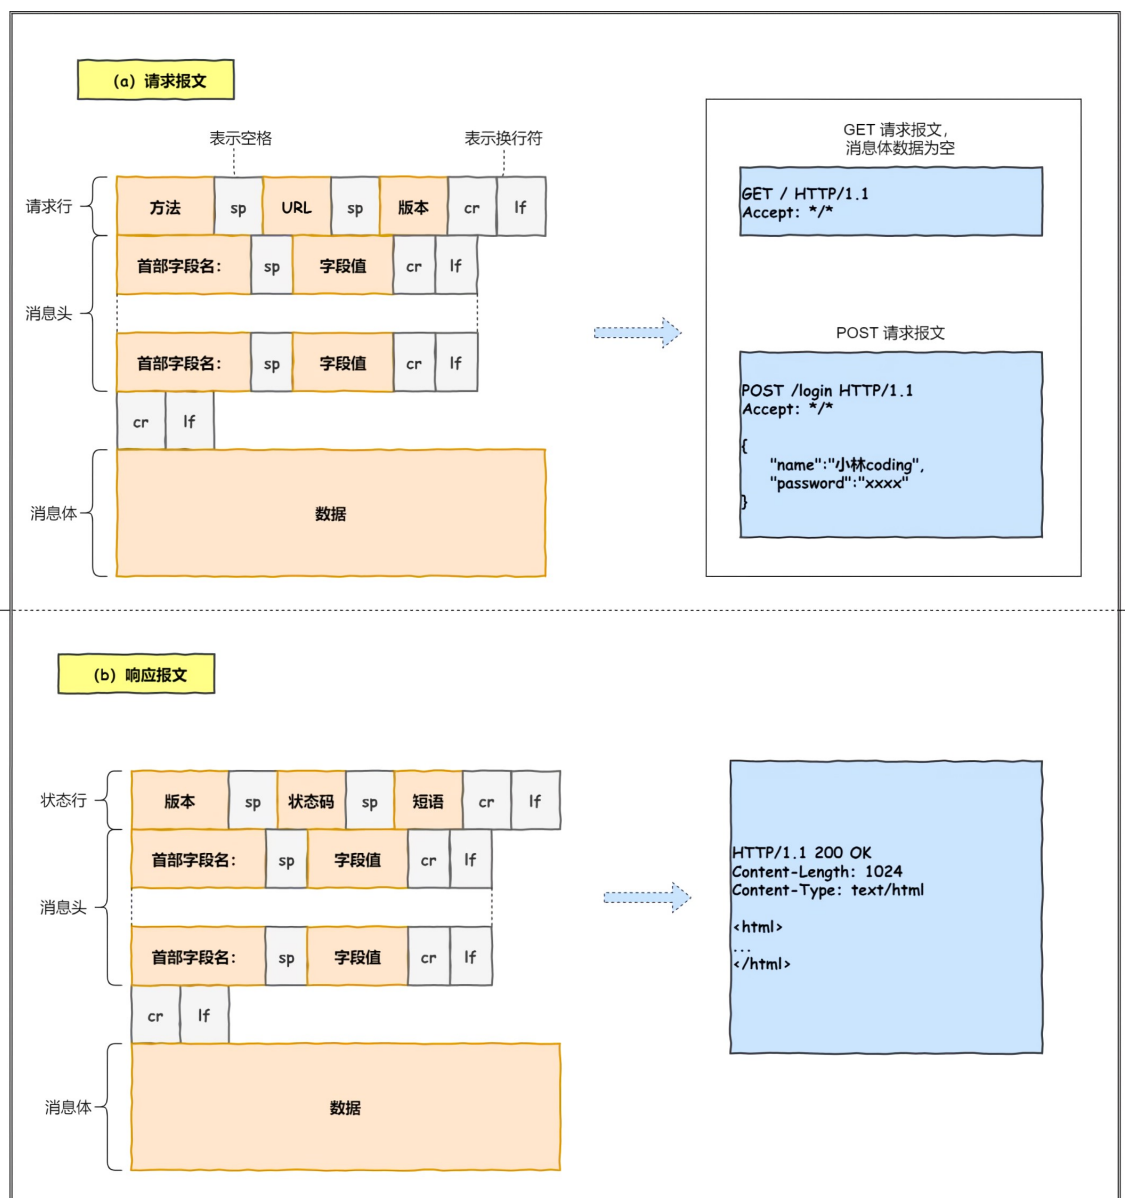 （a）请求报文
表示空格
表示换行符
请求行
方法 sp URL sp 版本 cr lf
首部字段名： sp 字段值 cr lf
消息头
首部字段名： sp 字段值 cr lf
cr lf
消息体
数据
GET 请求报文，
消息体数据为空
GET / HTTP/1.1
Accept: */*
POST 请求报文
POST /login HTTP/1.1
Accept: */*
{
"name":"小林coding",
"password":"xxxx"
}
（b）响应报文
状态行
版本 sp 状态码 sp 短语 cr lf
首部字段名： sp 字段值 cr lf
消息头
首部字段名： sp 字段值 cr lf
cr lf
消息体
数据
HTTP/1.1 200 OK
Content-Length: 1024
Content-Type: text/html
<html>
...
</html>